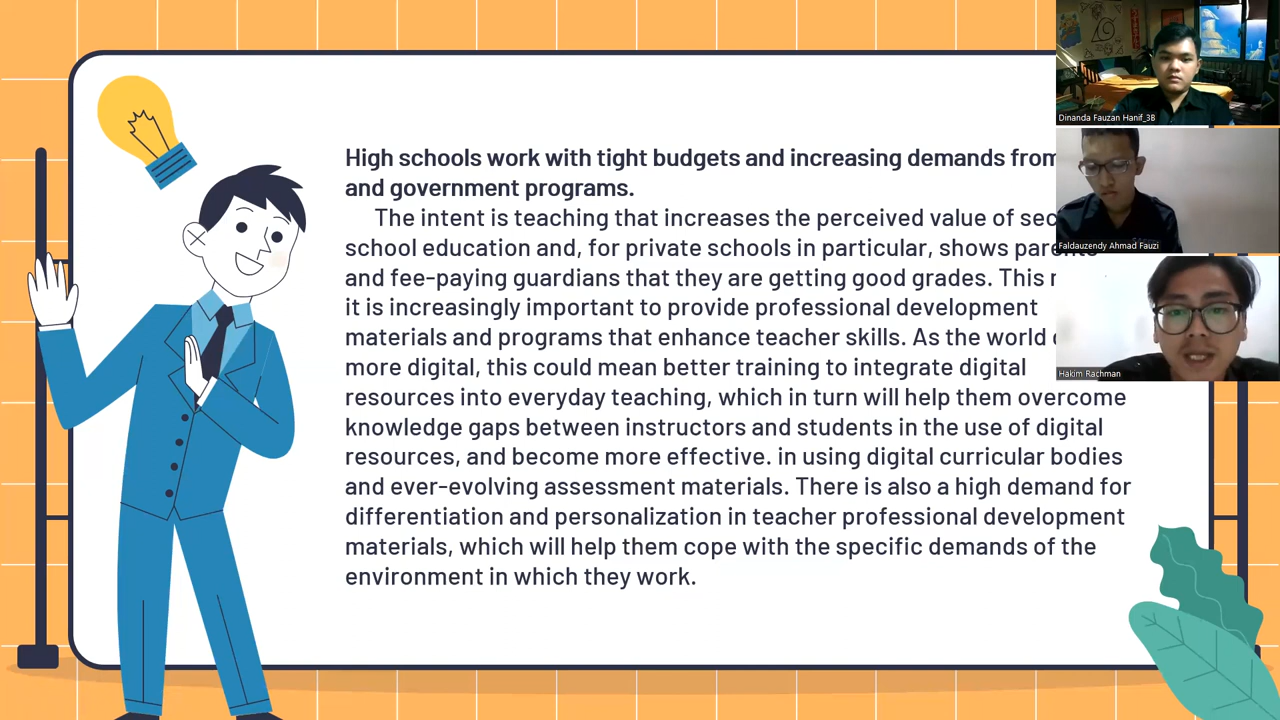 High schools work with tight budgets and increasing demands from
and government programs.
The intent is teaching that increases the perceived value of
school education and, for private schools in particular, shows
and fee-paying guardians that they are getting good grades. This
it is increasingly important to provide professional development
materials and programs that enhance teacher skills. As the world
more digital, this could mean better training to integrate digital
resources into everyday teaching, which in turn will help them overcome
knowledge gaps between instructors and students in the use of digital
resources, and become more effective. in using digital curricular bodies
and ever-evolving assessment materials. There is also a high demand for
differentiation and personalization in teacher professional development
materials, which will help them cope with the specific demands of the
environment in which they work.
Dinanda Fauzan Hanif_3B
Faldauzendy Ahmad Fauzi
Hakim Rachman